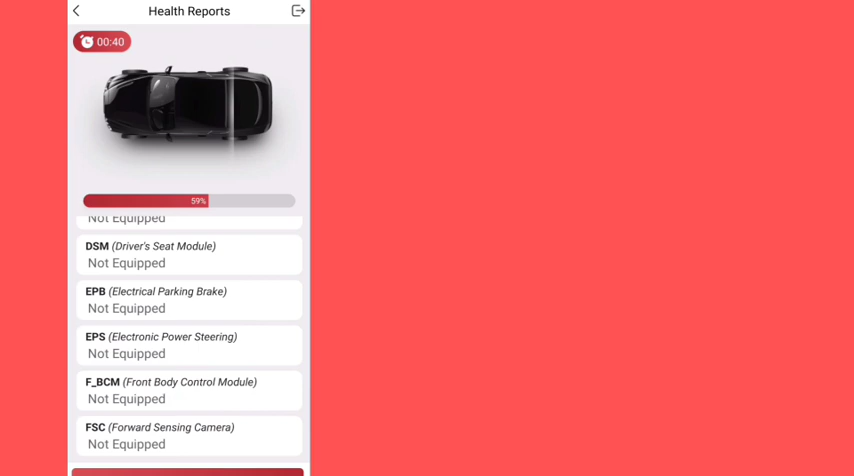 Health Reports
00:40
59%
Not Equipped
DSM (Driver's Seat Module)
Not Equipped
EPB (Electrical Parking Brake)
Not Equipped
EPS (Electronic Power Steering)
Not Equipped
F_BCM (Front Body Control Module)
Not Equipped
FSC (Forward Sensing Camera)
Not Equipped